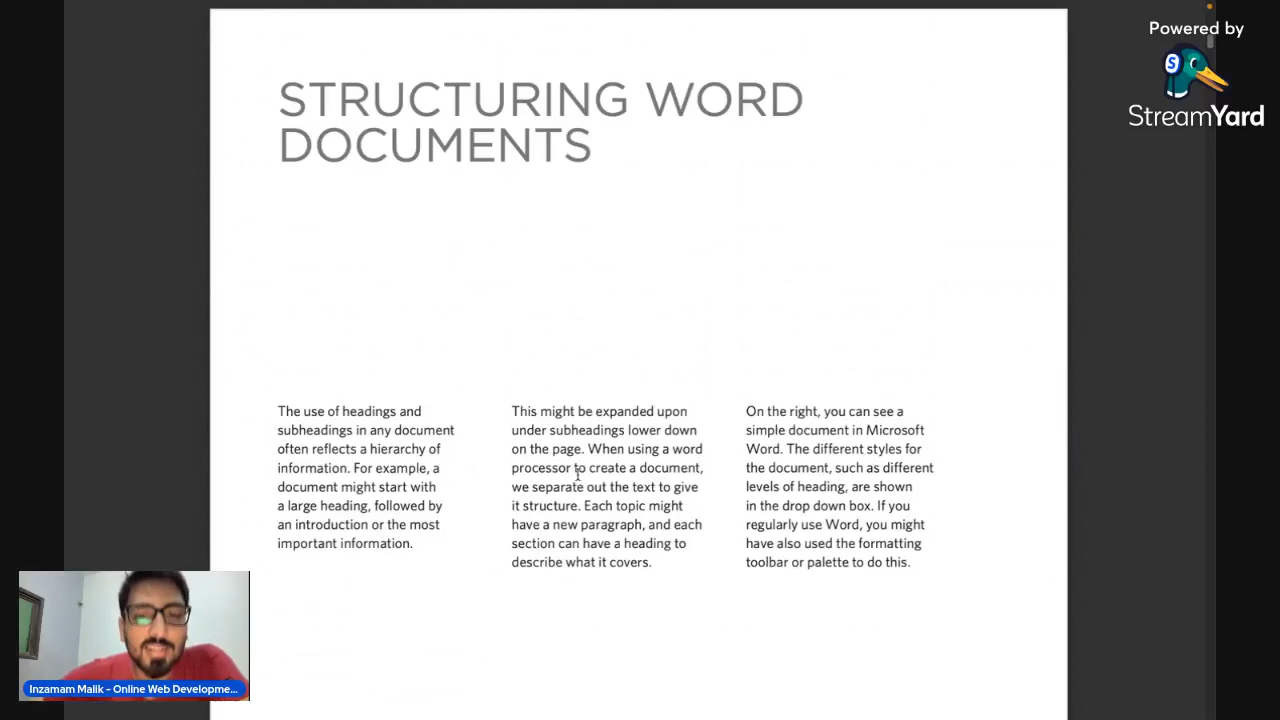 STRUCTURING WORD
DOCUMENTS
The use of headings and
subheadings in any document
often reflects a hierarchy of
information. For example, a
document might start with
a large heading, followed by
an introduction or the most
important information.
This might be expanded upon
under subheadings lower down
on the page. When using a word
processor to create a document,
we separate out the text to give
it structure. Each topic might
have a new paragraph, and each
section can have a heading to
describe what it covers.
On the right, you can see a
simple document in Microsoft
Word. The different styles for
the document, such as different
levels of heading, are shown
in the drop down box. If you
regularly use Word, you might
have also used the formatting
toolbar or palette to do this.
Powered by
S
StreamYard
Inzamam Malik - Online Web Developme...